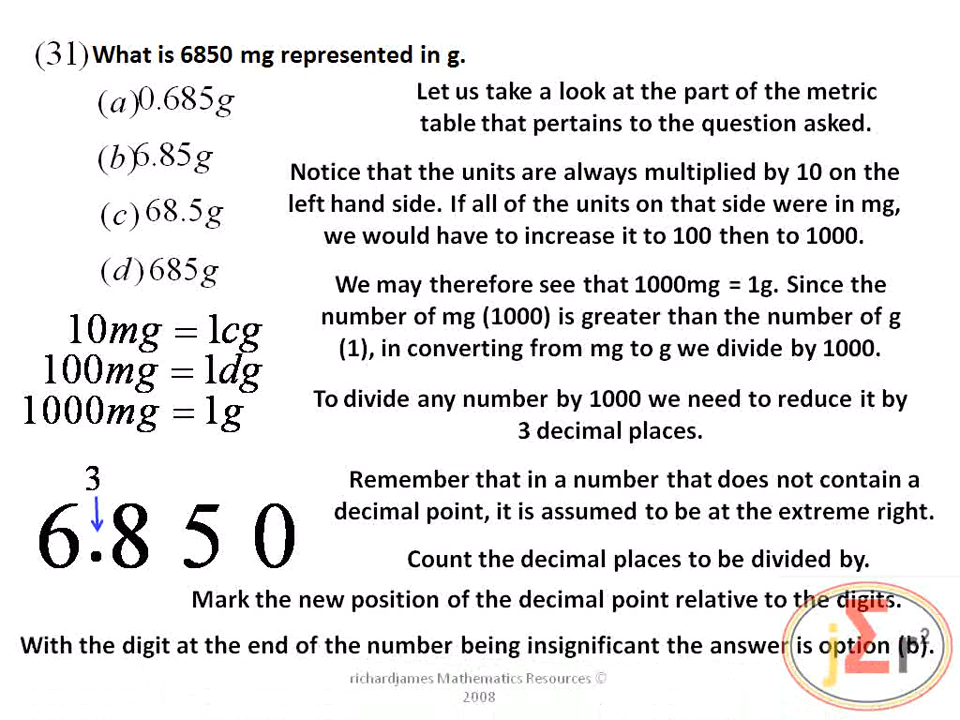 (31) What is 6850 mg represented in g.
(a) 0.685g
(b) 6.85g
(c) 68.5g
(d) 685g
10mg = 1cg
100mg = 1dg
1000mg = 1g
3
6.850
Let us take a look at the part of the metric
table that pertains to the question asked.
Notice that the units are always multiplied by 10 on the
left hand side. If all of the units on that side were in mg,
we would have to increase it to 100 then to 1000.
We may therefore see that 1000mg = 1g. Since the
number of mg (1000) is greater than the number of g
(1), in converting from mg to g we divide by 1000.
To divide any number by 1000 we need to reduce it by
3 decimal places.
Remember that in a number that does not contain a
decimal point, it is assumed to be at the extreme right.
Count the decimal places to be divided by.
Mark the new position of the decimal point relative to the digits.
With the digit at the end of the number being insignificant the answer is option (b).
richardjames Mathematics Resources ©
2008